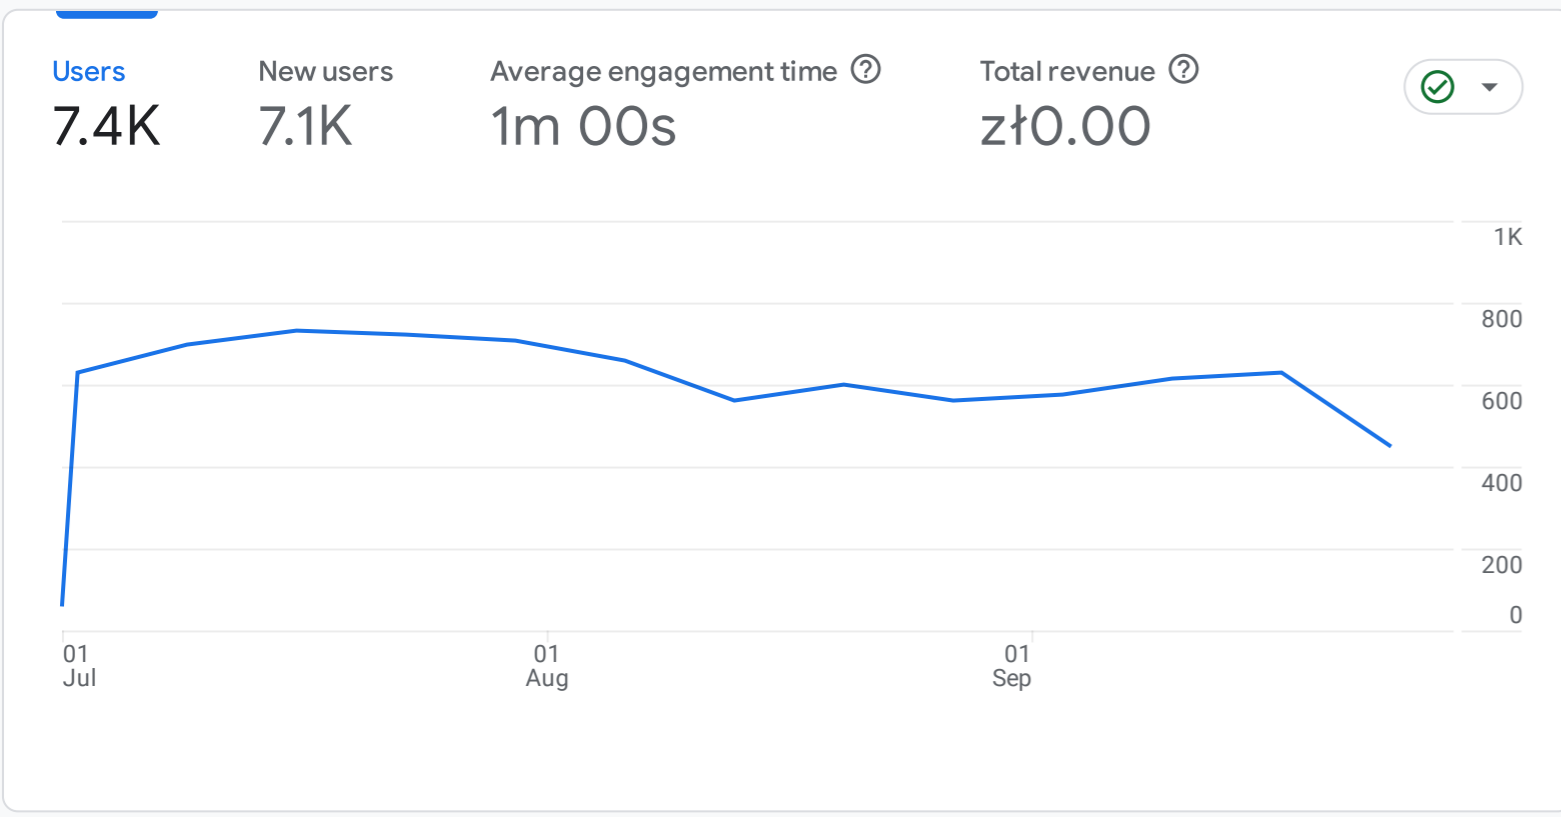 Users
7.4K
New users
7.1K
Average engagement time
1m 00s
Total revenue
zł0.00
1K
800
600
400
200
0
01
Jul
01
Aug
01
Sep